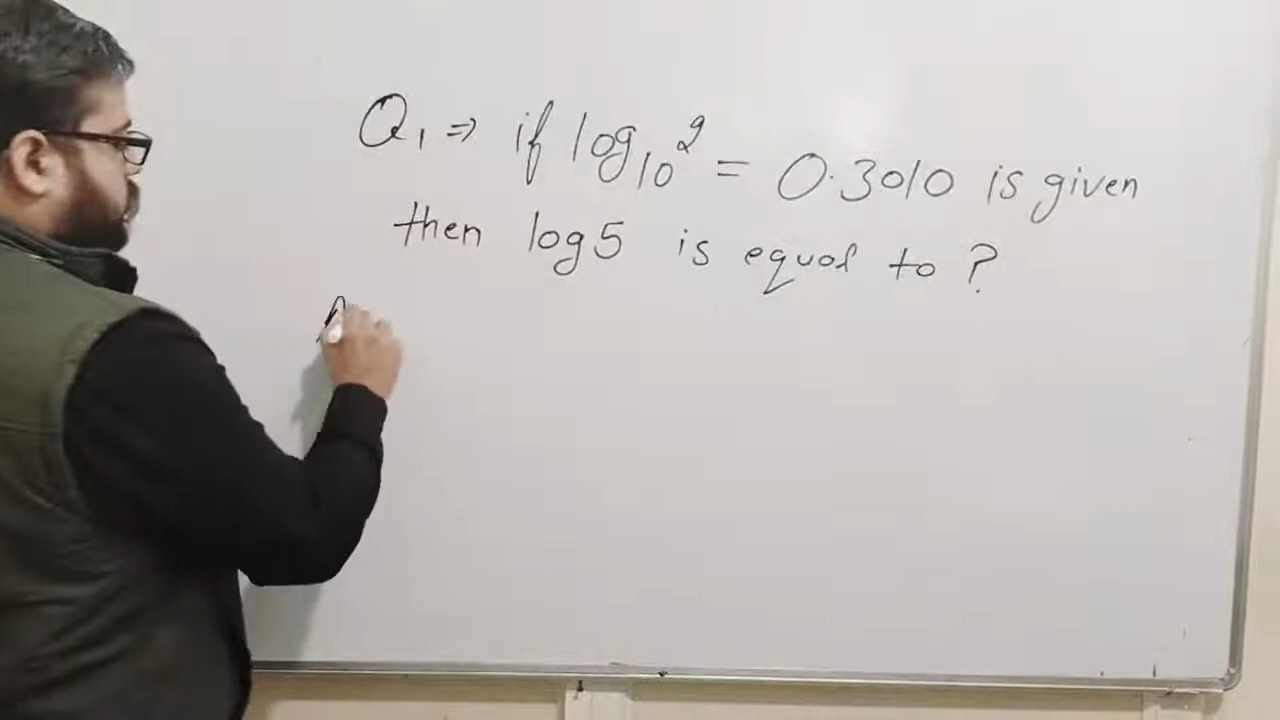 Q1 ⇒ if log10 2 = 0.3010 is given
then log5 is equal to ?